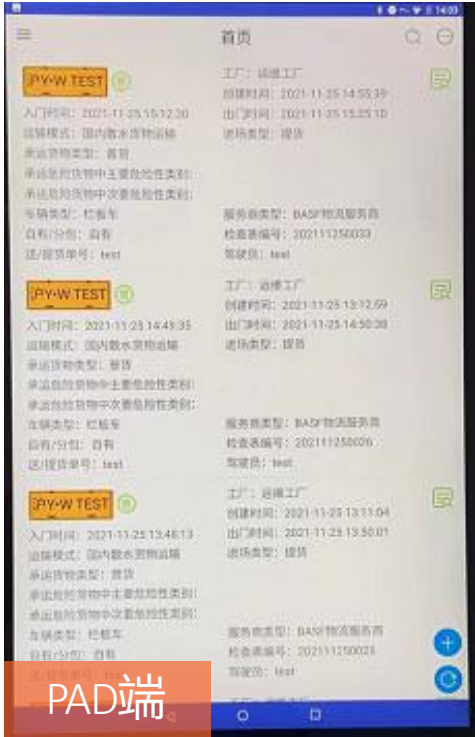 14:03
首页
PY·W TEST
工厂: 运维工厂
创建时间: 2021-11-25 14:55:39
入门时间: 2021-11-25 15:12:20
出门时间: 2021-11-25 15:25:10
运输模式: 国内散水货物运输
进场类型: 提货
承运货物类型: 普货
承运危险货物中主要危险性类别:
承运危险货物中次要危险性类别:
车辆类型: 栏板车
服务商类型: BASF物流服务商
自有/分包: 自有
检查表编号: 202111250033
送/提货单号: test
驾驶员: test
PY·W TEST
工厂: 运维工厂
创建时间: 2021-11-25 13:12:59
入门时间: 2021-11-25 14:49:35
出门时间: 2021-11-25 14:50:38
运输模式: 国内散水货物运输
进场类型: 提货
承运货物类型: 普货
承运危险货物中主要危险性类别:
承运危险货物中次要危险性类别:
车辆类型: 栏板车
服务商类型: BASF物流服务商
自有/分包: 自有
检查表编号: 202111250026
送/提货单号: test
驾驶员: test
PY·W TEST
工厂: 运维工厂
创建时间: 2021-11-25 13:11:04
入门时间: 2021-11-25 13:48:13
出门时间: 2021-11-25 13:50:01
运输模式: 国内散水货物运输
进场类型: 提货
承运货物类型: 普货
承运危险货物中主要危险性类别:
承运危险货物中次要危险性类别:
车辆类型: 栏板车
服务商类型: BASF物流服务商
自有/分包: 自有
检查表编号: 202111250025
驾驶员: test
PAD端